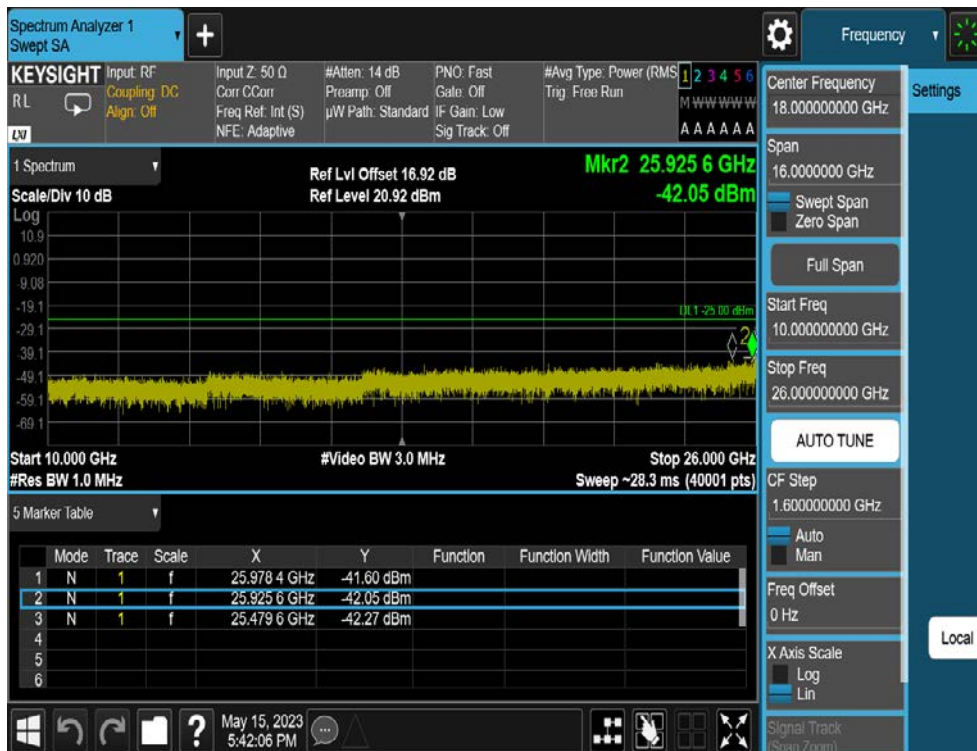 Spectrum Analyzer 1
Swept SA
+
Frequency
KEYSIGHT
RL
LXI
Input: RF
Coupling: DC
Align: Off
Input Z: 50 Ω
Corr CCorr
Freq Ref: Int (S)
NFE: Adaptive
#Atten: 14 dB
Preamp: Off
µW Path: Standard
PNO: Fast
Gate: Off
IF Gain: Low
Sig Track: Off
#Avg Type: Power (RMS
Trig: Free Run
1 2 3 4 5 6
M W W W W W
A A A A A A
Settings
1 Spectrum
Scale/Div 10 dB
Log
Ref Lvl Offset 16.92 dB
Ref Level 20.92 dBm
Mkr2 25.925 6 GHz
-42.05 dBm
10.9
0.920
-9.08
-19.1
DL1 -25.00 dBm
-29.1
2
-39.1
-49.1
-59.1
-69.1
Start 10.000 GHz
#Video BW 3.0 MHz
Stop 26.000 GHz
#Res BW 1.0 MHz
Sweep ~28.3 ms (40001 pts)
5 Marker Table
Mode Trace Scale X Y Function Function Width Function Value
1 N 1 f 25.978 4 GHz -41.60 dBm
2 N 1 f 25.925 6 GHz -42.05 dBm
3 N 1 f 25.479 6 GHz -42.27 dBm
4
5
6
Center Frequency
18.000000000 GHz
Span
16.0000000 GHz
Swept Span
Zero Span
Full Span
Start Freq
10.000000000 GHz
Stop Freq
26.000000000 GHz
AUTO TUNE
CF Step
1.600000000 GHz
Auto
Man
Freq Offset
0 Hz
X Axis Scale
Log
Lin
Signal Track
(Span Zoom)
Local
?
May 15, 2023
5:42:06 PM